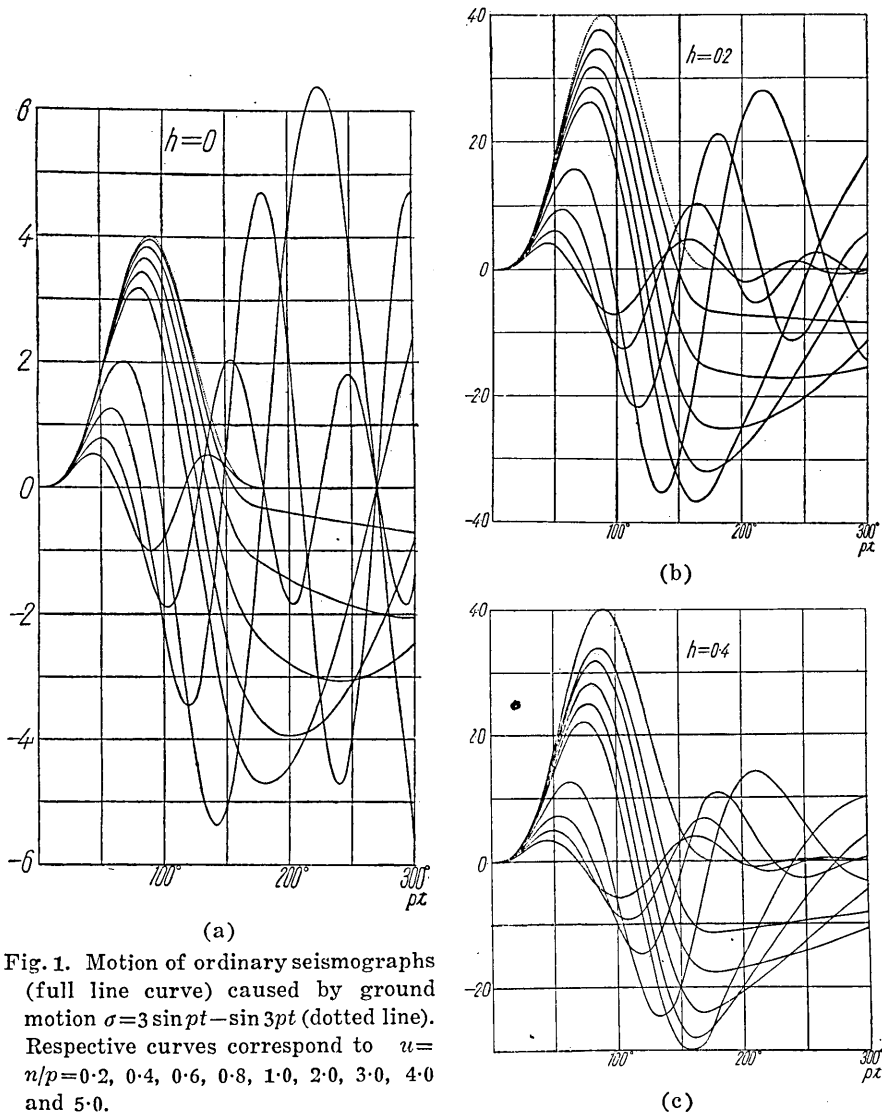 6
4
2
0
-2
-4
-6
h=0
100°
200°
300°
pt
(a)
Fig. 1. Motion of ordinary seismographs
(full line curve) caused by ground
motion σ=3 sin pt−sin 3pt (dotted line).
Respective curves correspond to u=
n/p=0·2, 0·4, 0·6, 0·8, 1·0, 2·0, 3·0, 4·0
and 5·0.
40
20
0
-20
-40
h=0·2
100°
200°
300°
pt
(b)
40
20
0
-20
h=0·4
100°
200°
300°
pt
(c)